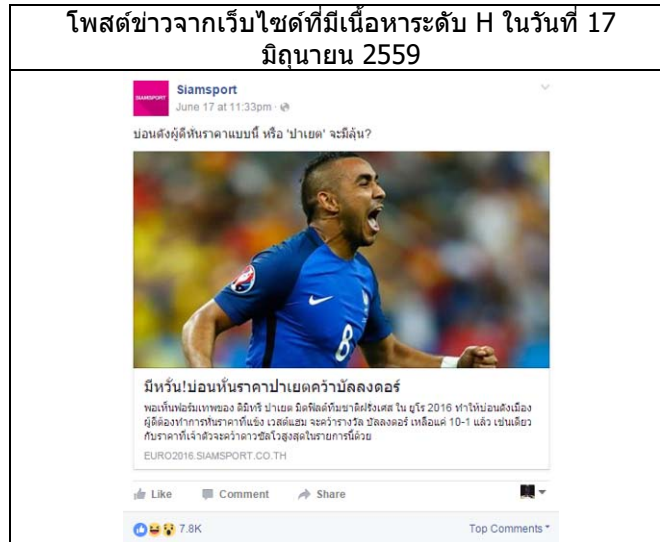 โพสต์ข่าวจากเว็บไซต์ที่มีเนื้อหาระดับ H ในวันที่ 17
มิถุนายน 2559
SIAMSPORT
Siamsport
June 17 at 11:33pm ·
บ่อนดังผู้ดีหั่นราคาแบบนี้ หรือ 'ปาเยต' จะมีลุ้น?
8
มีหวั่น!บ่อนหั่นราคาปาเยตคว้าบัลลงดอร์
พอเห็นฟอร์มเทพของ ดิมิทรี ปาเยต มิดฟิลด์ทีมชาติฝรั่งเศส ใน ยูโร 2016 ทำให้บ่อนดังเมือง
ผู้ดีต้องทำการหั่นราคาที่แข้ง เวสต์แฮม จะคว้ารางวัล บัลลงดอร์ เหลือแค่ 10-1 แล้ว เช่นเดียว
กับราคาที่เจ้าตัวจะคว้าดาวซัลโวสูงสุดในรายการนี้ด้วย
EURO2016.SIAMSPORT.CO.TH
Like Comment Share
7.8K Top Comments